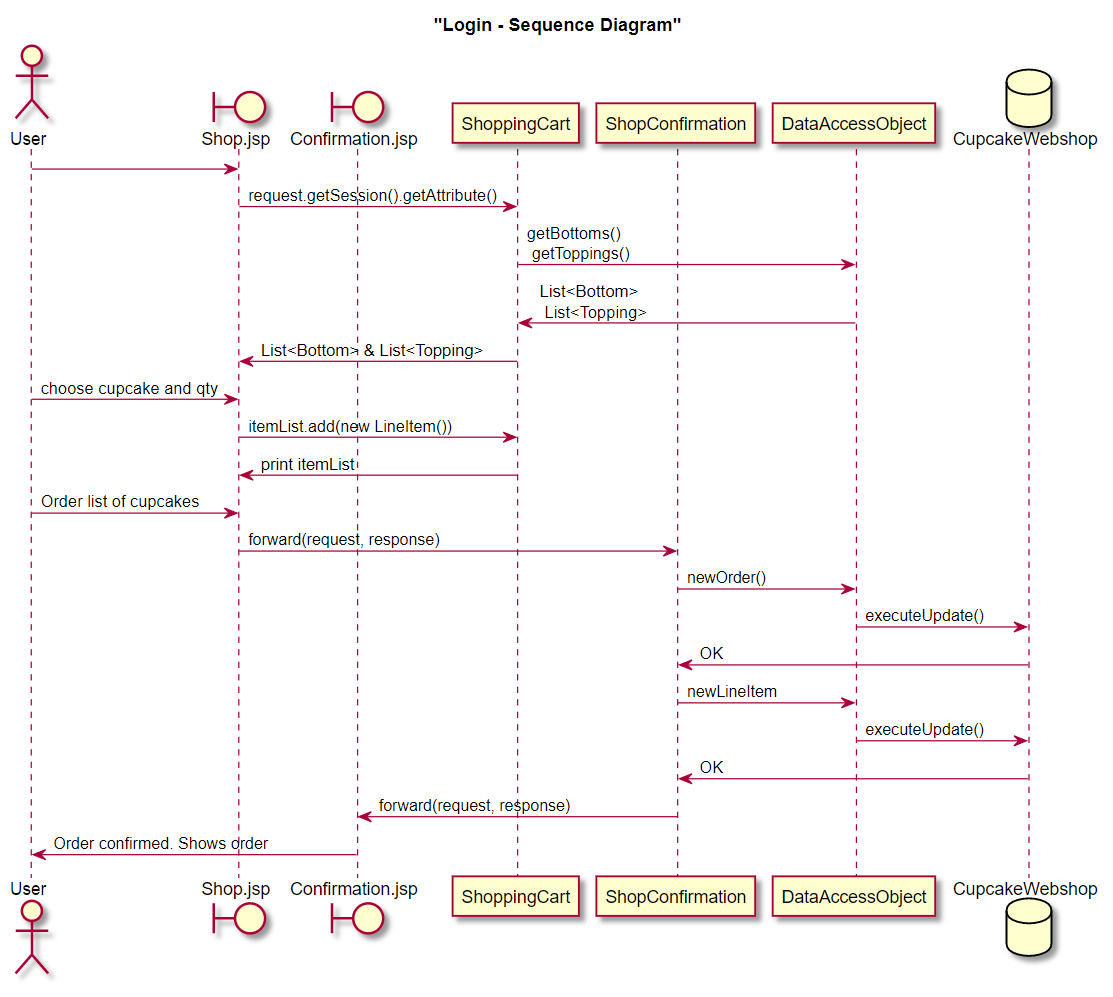 "Login - Sequence Diagram"
User
Shop.jsp
Confirmation.jsp
ShoppingCart
ShopConfirmation
DataAccessObject
CupcakeWebshop
request.getSession().getAttribute()
getBottoms()
getToppings()
List<Bottom>
List<Topping>
List<Bottom> & List<Topping>
choose cupcake and qty
itemList.add(new LineItem())
print itemList
Order list of cupcakes
forward(request, response)
newOrder()
executeUpdate()
OK
newLineItem
executeUpdate()
OK
forward(request, response)
Order confirmed. Shows order
User
Shop.jsp
Confirmation.jsp
ShoppingCart
ShopConfirmation
DataAccessObject
CupcakeWebshop